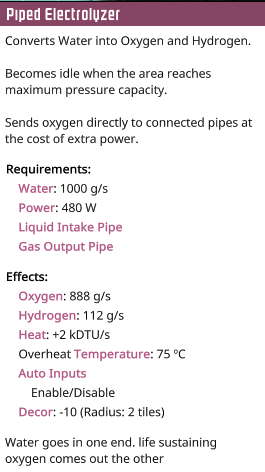 Piped Electrolyzer
Converts Water into Oxygen and Hydrogen.
Becomes idle when the area reaches
maximum pressure capacity.
Sends oxygen directly to connected pipes at
the cost of extra power.
Requirements:
Water: 1000 g/s
Power: 480 W
Liquid Intake Pipe
Gas Output Pipe
Effects:
Oxygen: 888 g/s
Hydrogen: 112 g/s
Heat: +2 kDTU/s
Overheat Temperature: 75 °C
Auto Inputs
Enable/Disable
Decor: -10 (Radius: 2 tiles)
Water goes in one end. life sustaining
oxygen comes out the other